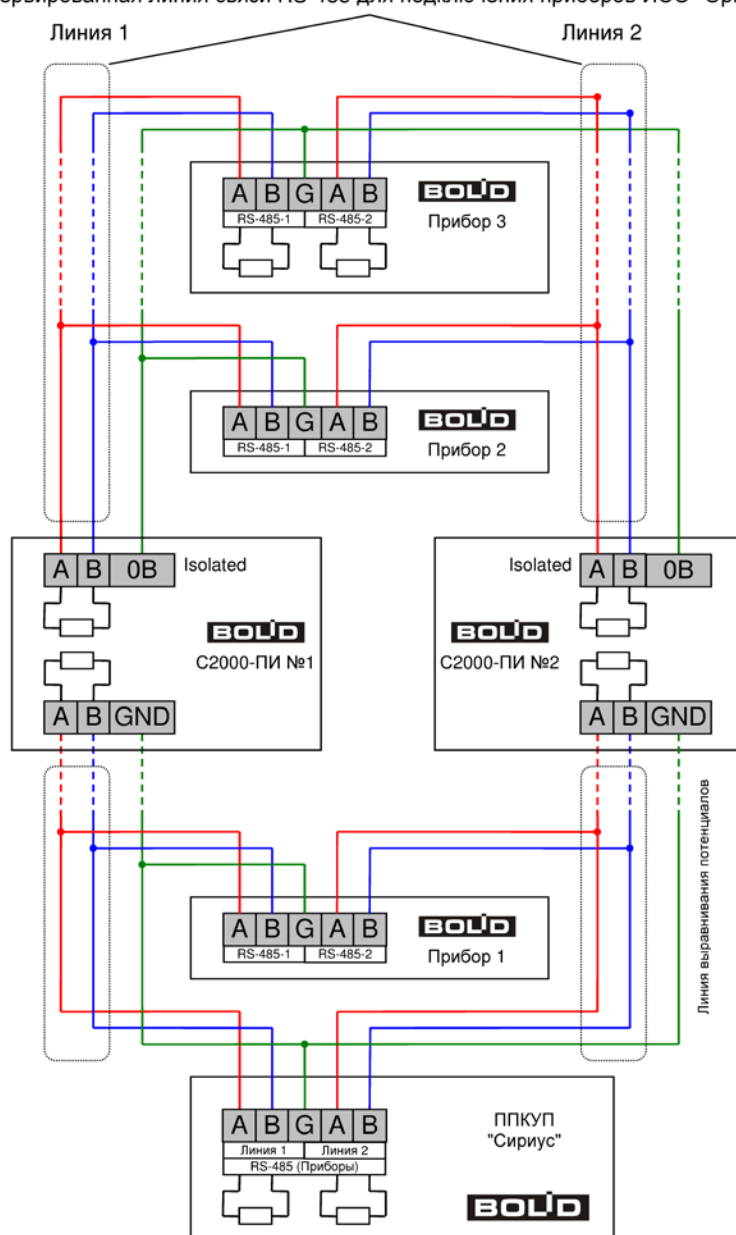 Линия 1 Линия 2
A B G A B BOLID
RS-485-1 RS-485-2 Прибор 3
A B G A B BOLID
RS-485-1 RS-485-2 Прибор 2
A B 0В Isolated
BOLID
С2000-ПИ №1
A B GND
Isolated A B 0В
BOLID
С2000-ПИ №2
A B GND
Линия выравнивания потенциалов
A B G A B BOLID
RS-485-1 RS-485-2 Прибор 1
A B G A B
Линия 1 Линия 2
RS-485 (Приборы)
ППКУП
"Сириус"
BOLID